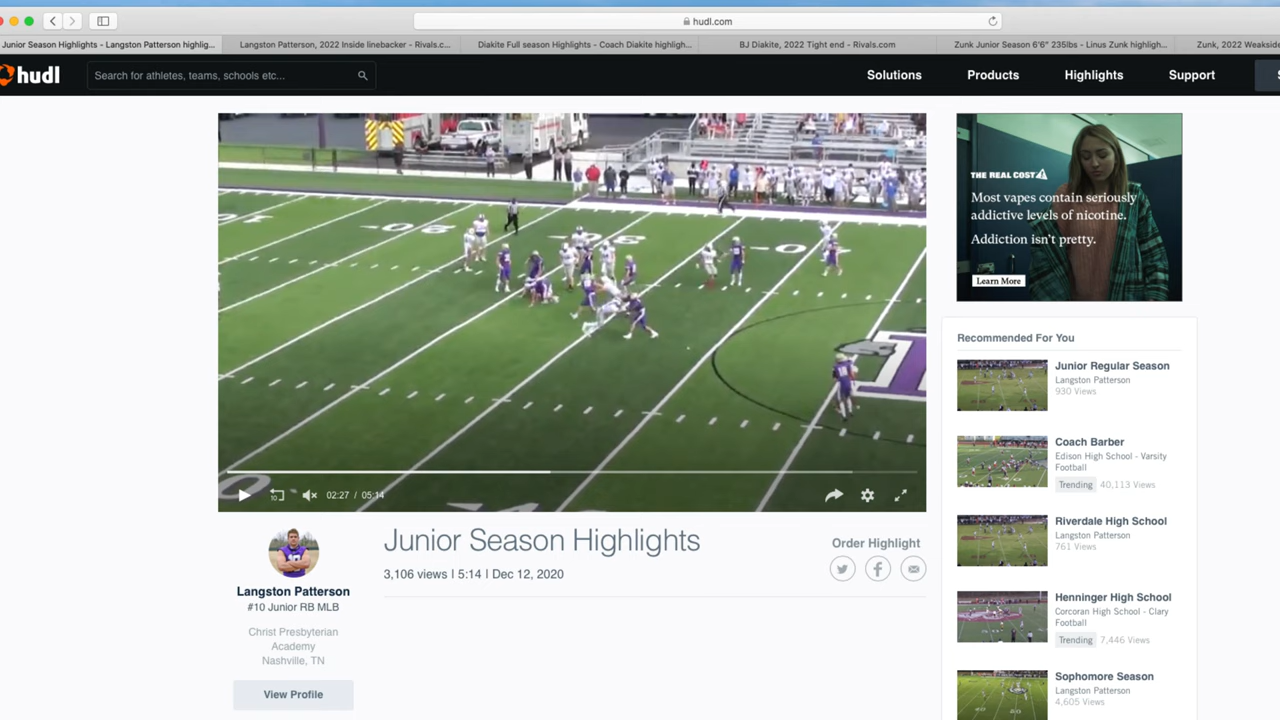 hudl.com
Junior Season Highlights - Langston Patterson highlig...
Langston Patterson, 2022 Inside linebacker - Rivals.c...
Diakite Full season Highlights - Coach Diakite highligh...
BJ Diakite, 2022 Tight end - Rivals.com
Zunk Junior Season 6'6" 235lbs - Linus Zunk highligh...
Zunk, 2022 Weakside
hudl
Search for athletes, teams, schools etc...
Solutions
Products
Highlights
Support
S
10
02:27 / 05:14
THE REAL COST
Most vapes contain seriously
addictive levels of nicotine.
Addiction isn't pretty.
Learn More
Junior Season Highlights
3,106 views | 5:14 | Dec 12, 2020
Order Highlight
Langston Patterson
#10 Junior RB MLB
Christ Presbyterian
Academy
Nashville, TN
View Profile
Recommended For You
Junior Regular Season
Langston Patterson
930 Views
Coach Barber
Edison High School - Varsity
Football
Trending 40,113 Views
Riverdale High School
Langston Patterson
761 Views
Henninger High School
Corcoran High School - Clary
Football
Trending 7,446 Views
Sophomore Season
Langston Patterson
4,605 Views